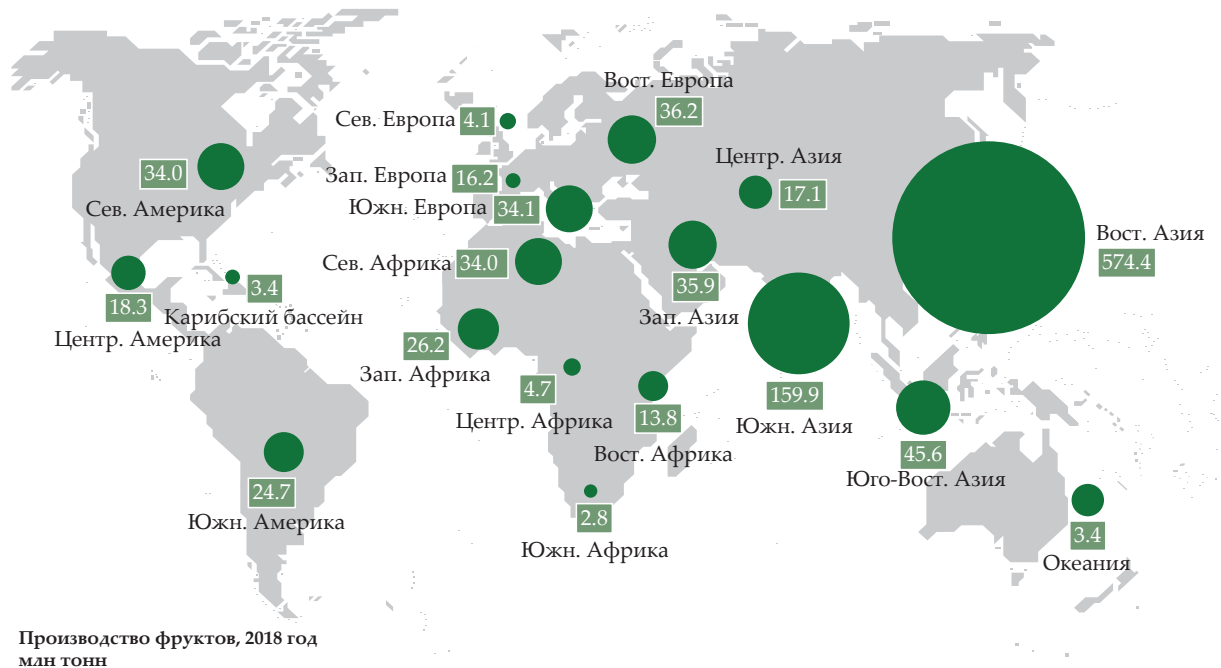 Вост. Европа
36.2
Сев. Европа 4.1
Центр. Азия
17.1
34.0
Сев. Америка
Зап. Европа 16.2
Южн. Европа 34.1
Вост. Азия
574.4
Сев. Африка 34.0
35.9
Зап. Азия
18.3
Центр. Америка
3.4
Карибский бассейн
26.2
Зап. Африка
4.7
Центр. Африка
13.8
Вост. Африка
159.9
Южн. Азия
45.6
Юго-Вост. Азия
24.7
Южн. Америка
2.8
Южн. Африка
3.4
Океания
Производство фруктов, 2018 год
млн тонн